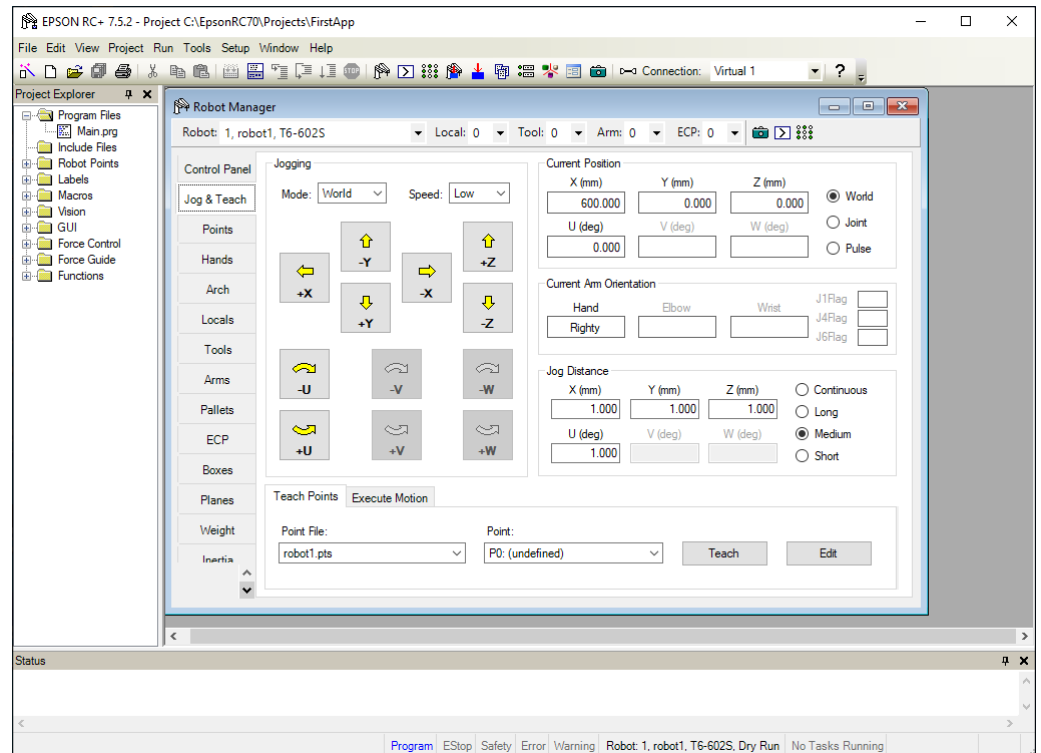 EPSON RC+ 7.5.2 - Project C:\EpsonRC70\Projects\FirstApp
File Edit View Project Run Tools Setup Window Help
Connection: Virtual 1
Project Explorer
Program Files
Main.prg
Include Files
Robot Points
Labels
Macros
Vision
GUI
Force Control
Force Guide
Functions
Robot Manager
Robot: 1, robot1, T6-602S Local: 0 Tool: 0 Arm: 0 ECP: 0
Control Panel
Jog & Teach
Points
Hands
Arch
Locals
Tools
Arms
Pallets
ECP
Boxes
Planes
Weight
Inertia
Jogging
Mode: World Speed: Low
-Y +Z
+X -X
+Y -Z
-U -V -W
+U +V +W
Current Position
X (mm) Y (mm) Z (mm)
600.000 0.000 0.000
U (deg) V (deg) W (deg)
0.000
World
Joint
Pulse
Current Arm Orientation
Hand Elbow Wrist
Righty
J1Flag
J4Flag
J6Flag
Jog Distance
X (mm) Y (mm) Z (mm)
1.000 1.000 1.000
U (deg) V (deg) W (deg)
1.000
Continuous
Long
Medium
Short
Teach Points Execute Motion
Point File: Point:
robot1.pts P0: (undefined) Teach Edit
Status
Program EStop Safety Error Warning Robot: 1, robot1, T6-602S, Dry Run No Tasks Running